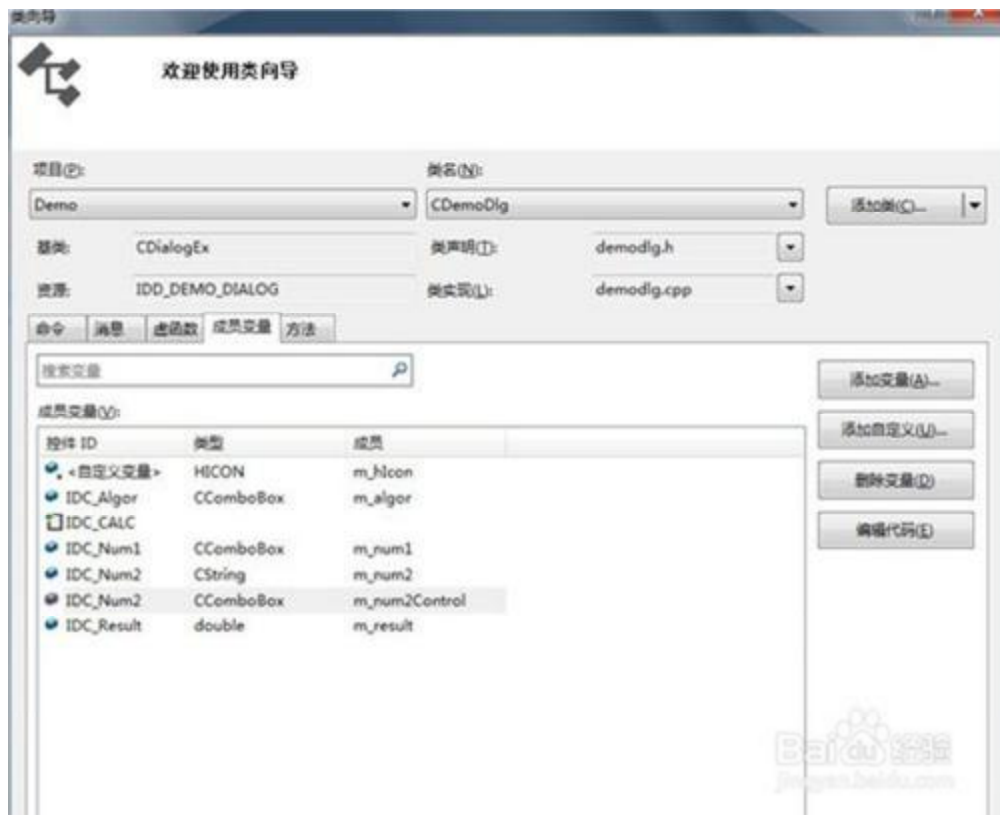 类向导
欢迎使用类向导
项目(P): 类名(N):
Demo CDemoDlg 添加类(C)...
基类: CDialogEx 类声明(T): demodlg.h
资源: IDD_DEMO_DIALOG 类实现(L): demodlg.cpp
命令 消息 虚函数 成员变量 方法
搜索变量 添加变量(A)...
成员变量(V):
添加自定义(U)...
控件 ID 类型 成员
<自定义变量> HICON m_hIcon
删除变量(D)
IDC_Algor CComboBox m_algor
IDC_CALC
编辑代码(E)
IDC_Num1 CComboBox m_num1
IDC_Num2 CString m_num2
IDC_Num2 CComboBox m_num2Control
IDC_Result double m_result
Baidu 经验
jingyan.baidu.com